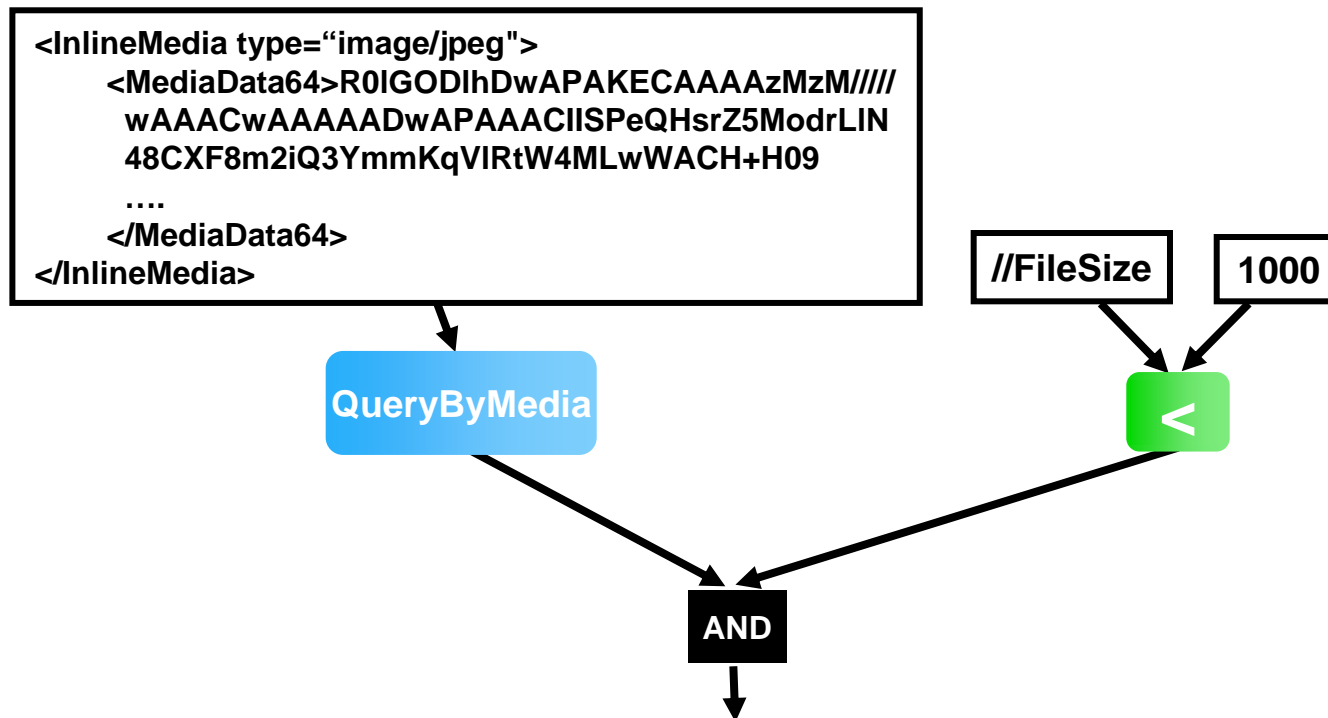 <InlineMedia type=“image/jpeg">
<MediaData64>R0lGODlhDwAPAKECAAAAzMzM/////
wAAACwAAAAADwAPAAACIISPeQHsrZ5ModrLlN
48CXF8m2iQ3YmmKqVlRtW4MLwWACH+H09
….
</MediaData64>
</InlineMedia>
//FileSize
1000
QueryByMedia
<
AND